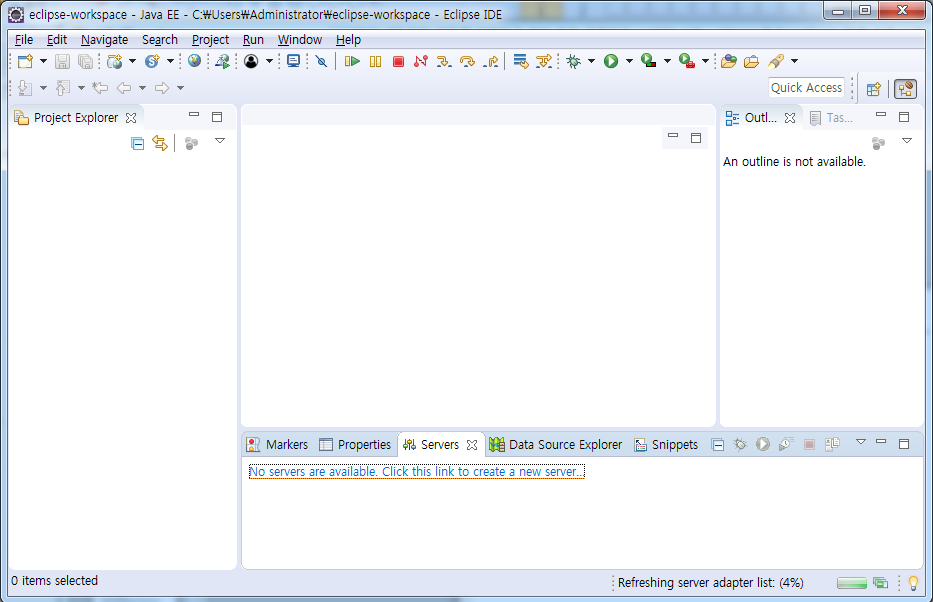 eclipse-workspace - Java EE - C:₩Users₩Administrator₩eclipse-workspace - Eclipse IDE
File Edit Navigate Search Project Run Window Help
Quick Access
Project Explorer
Outl... Tas...
An outline is not available.
Markers Properties Servers Data Source Explorer Snippets
No servers are available. Click this link to create a new server...
0 items selected
Refreshing server adapter list: (4%)